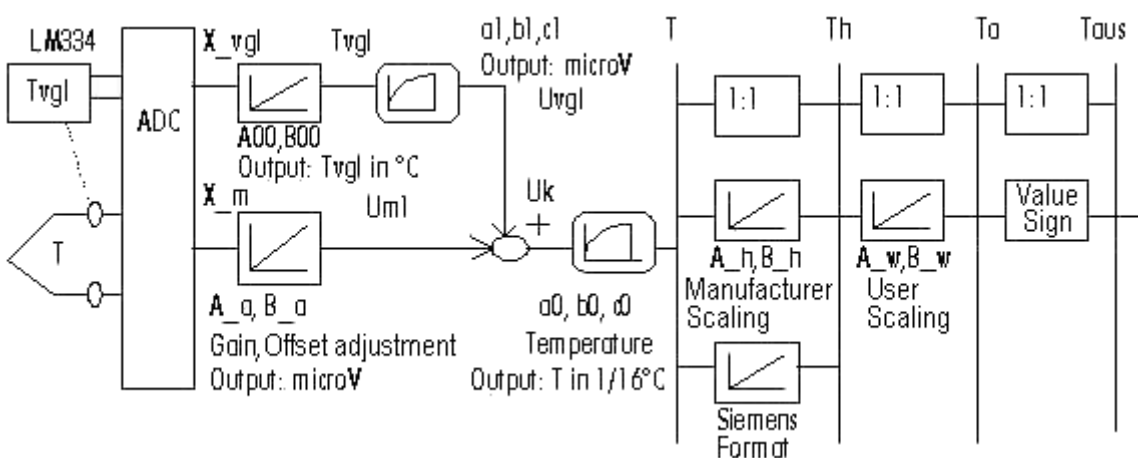 LM334
Tvgl
ADC
T
X_vgl
Tvgl
A00,B00
Output: Tvgl in °C
X_m
Um1
A_a, B_a
Gain,Offset adjustment
Output: microV
a1,b1,c1
Output: microV
Uvgl
Uk
+
a0, b0, c0
Temperature
Output: T in 1/16°C
T
Th
Ta
Taus
1:1
1:1
1:1
A_h,B_h
Manufacturer
Scaling
A_w,B_w
User
Scaling
Value
Sign
Siemens
Format